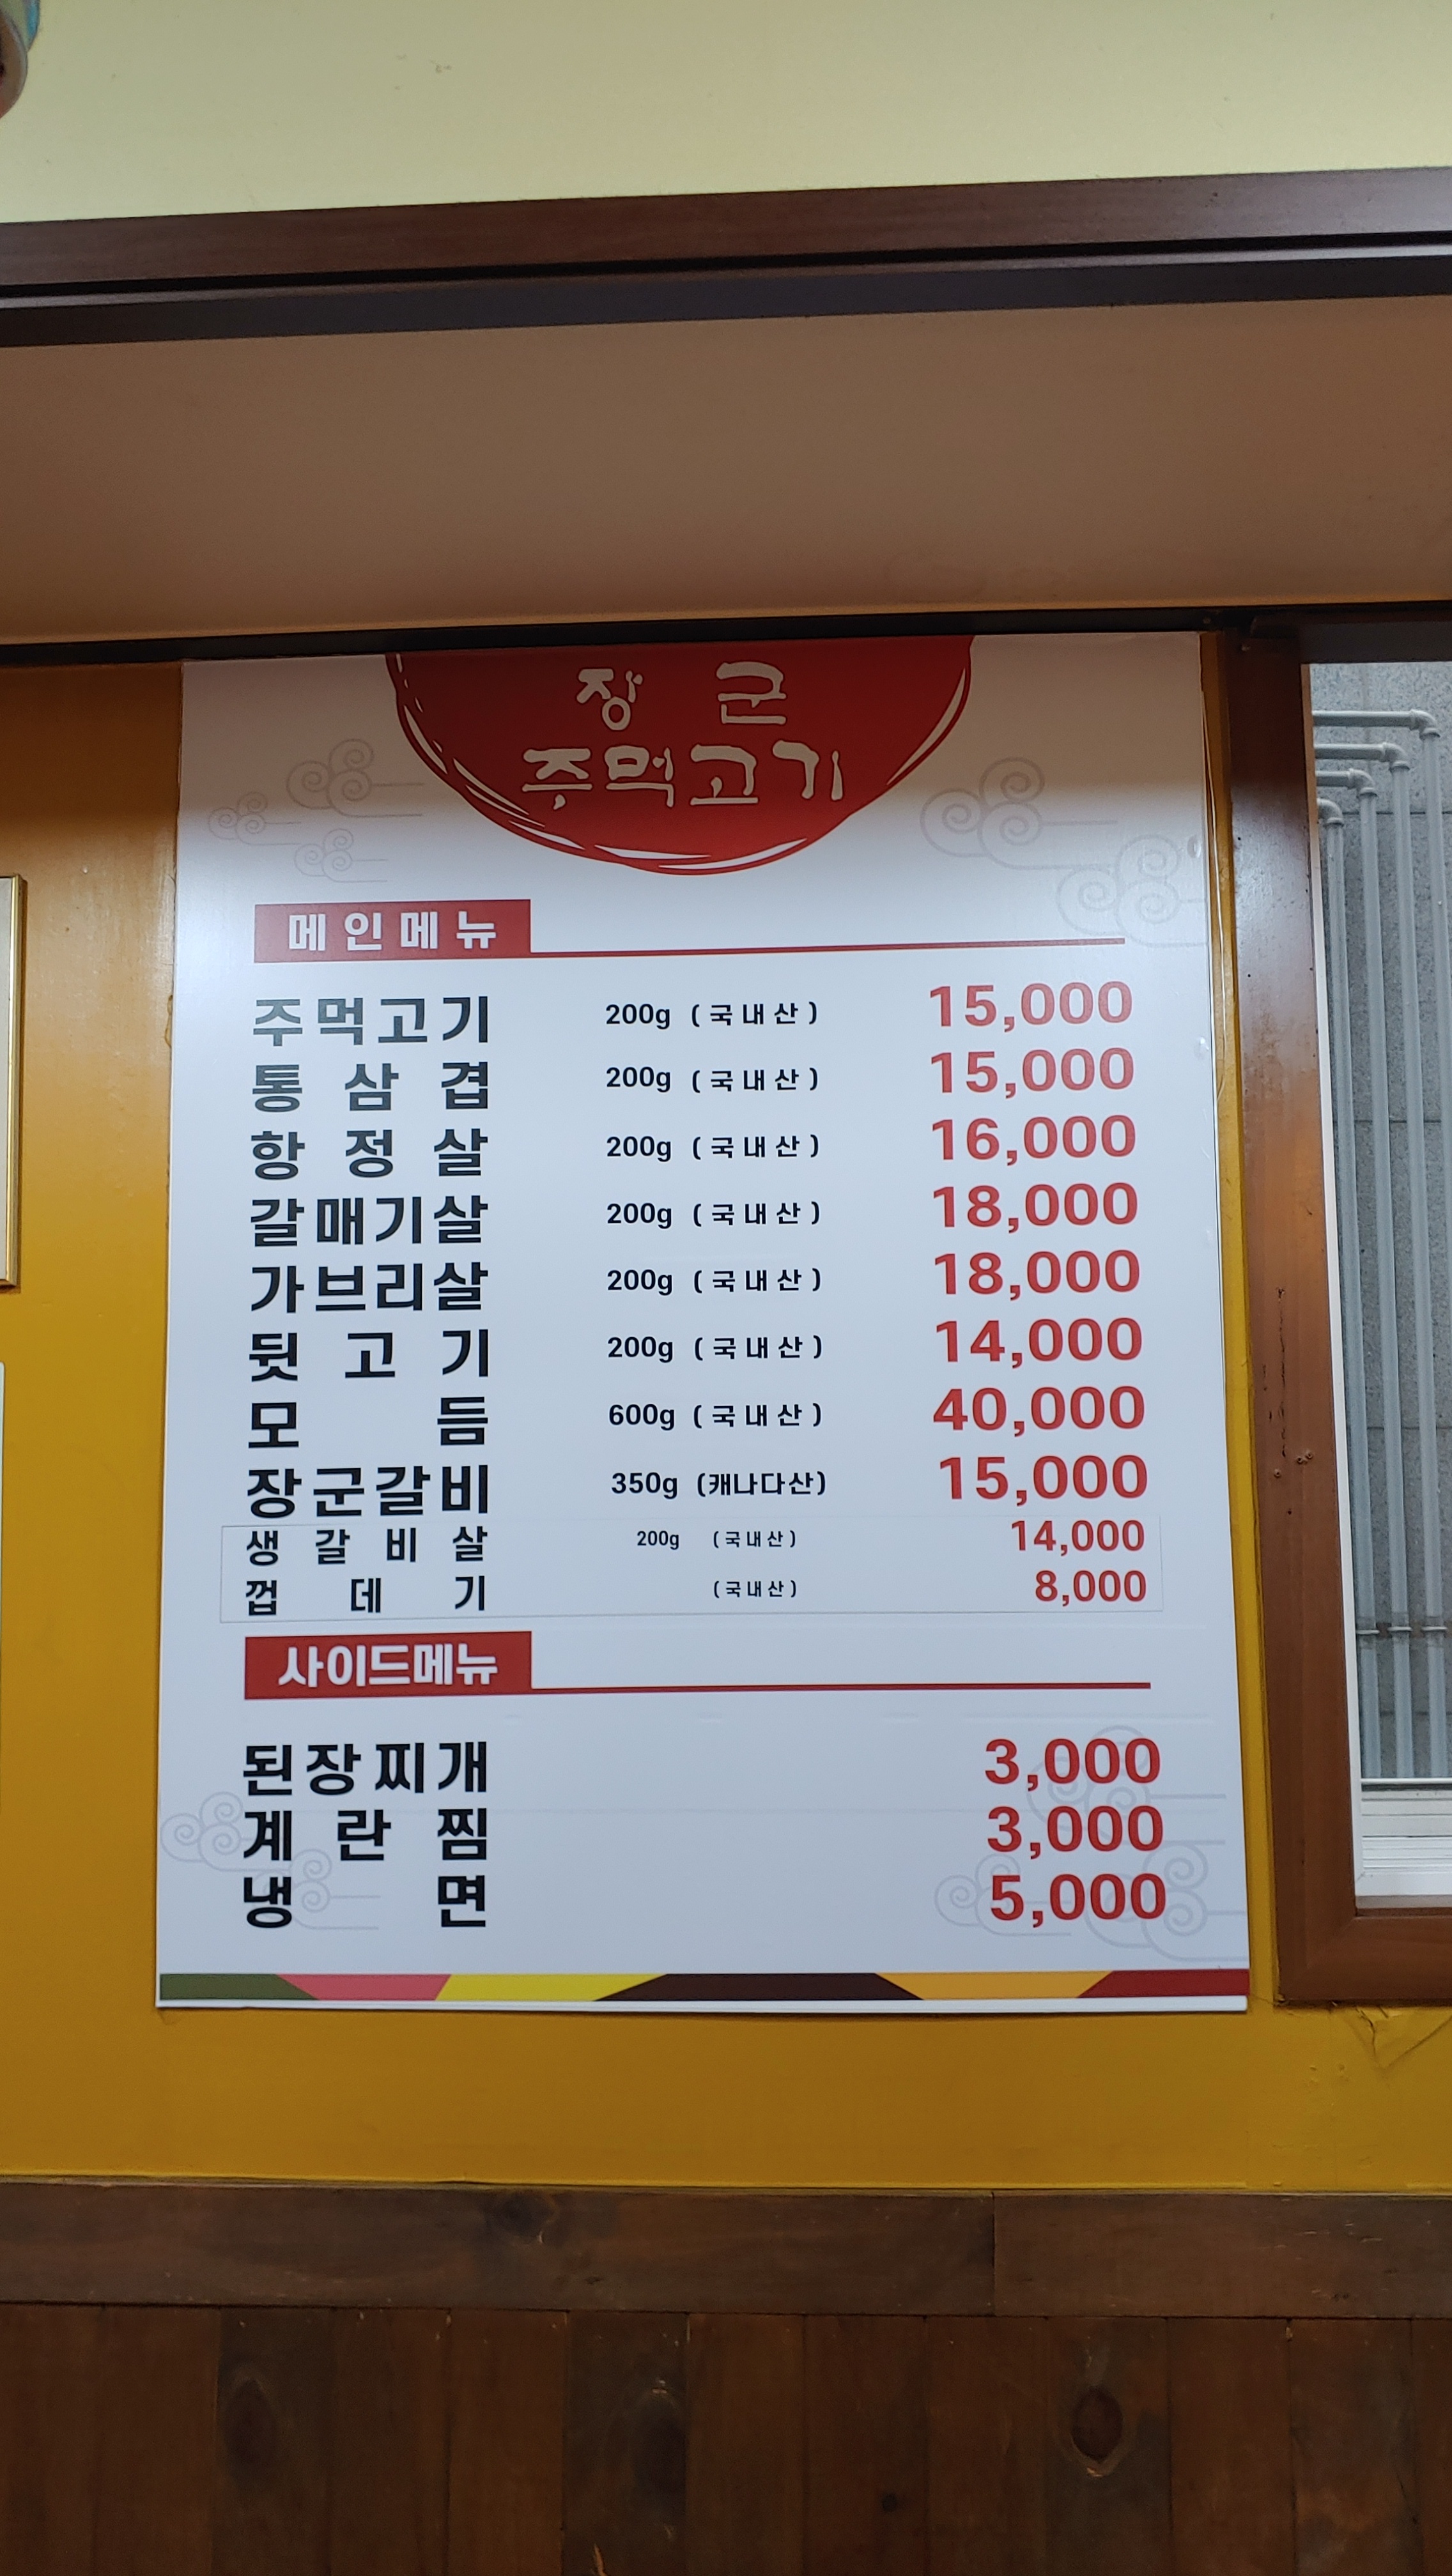 장 군
주먹고기
메인메뉴
주먹고기 200g (국내산) 15,000
통삼겹 200g (국내산) 15,000
항정살 200g (국내산) 16,000
갈매기살 200g (국내산) 18,000
가브리살 200g (국내산) 18,000
뒷고기 200g (국내산) 14,000
모듬 600g (국내산) 40,000
장군갈비 350g (캐나다산) 15,000
생갈비살 200g (국내산) 14,000
껍데기 (국내산) 8,000
사이드메뉴
된장찌개 3,000
계란찜 3,000
냉면 5,000